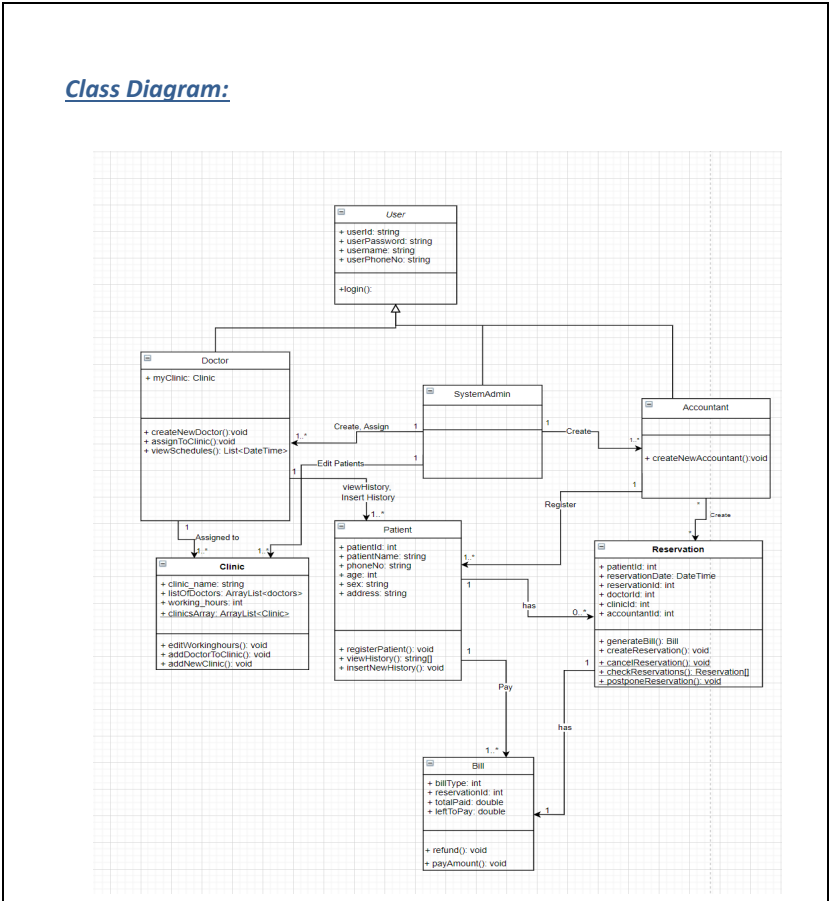 Class Diagram:
User
+ userId: string
+ userPassword: string
+ username: string
+ userPhoneNo: string
+login():
Doctor
+ myClinic: Clinic
+ createNewDoctor():void
+ assignToClinic():void
+ viewSchedules(): List<DateTime>
SystemAdmin
Accountant
+ createNewAccountant():void
Create, Assign
1
1..*
1
Create
1..*
1
Edit Patients
1..*
1
viewHistory,
Insert History
1..*
1
Register
1..*
*
Create
*
1
Assigned to
1..*
Clinic
+ clinic_name: string
+ listOfDoctors: ArrayList<doctors>
+ working_hours: int
+ clinicsArray: ArrayList<Clinic>
+ editWorkinghours(): void
+ addDoctorToClinic(): void
+ addNewClinic(): void
Patient
+ patientId: int
+ patientName: string
+ phoneNo: string
+ age: int
+ sex: string
+ address: string
+ registerPatient(): void
+ viewHistory(): string[]
+ insertNewHistory(): void
1
has
0..*
Reservation
+ patientId: int
+ reservationDate: DateTime
+ reservationId: int
+ doctorId: int
+ clinicId: int
+ accountantId: int
+ generateBill(): Bill
+ createReservation(): void
+ cancelReservation(): void
+ checkReservations(): Reservation[]
+ postponeReservation(): void
1
Pay
1..*
1
has
1
Bill
+ billType: int
+ reservationId: int
+ totalPaid: double
+ leftToPay: double
+ refund(): void
+ payAmount(): void